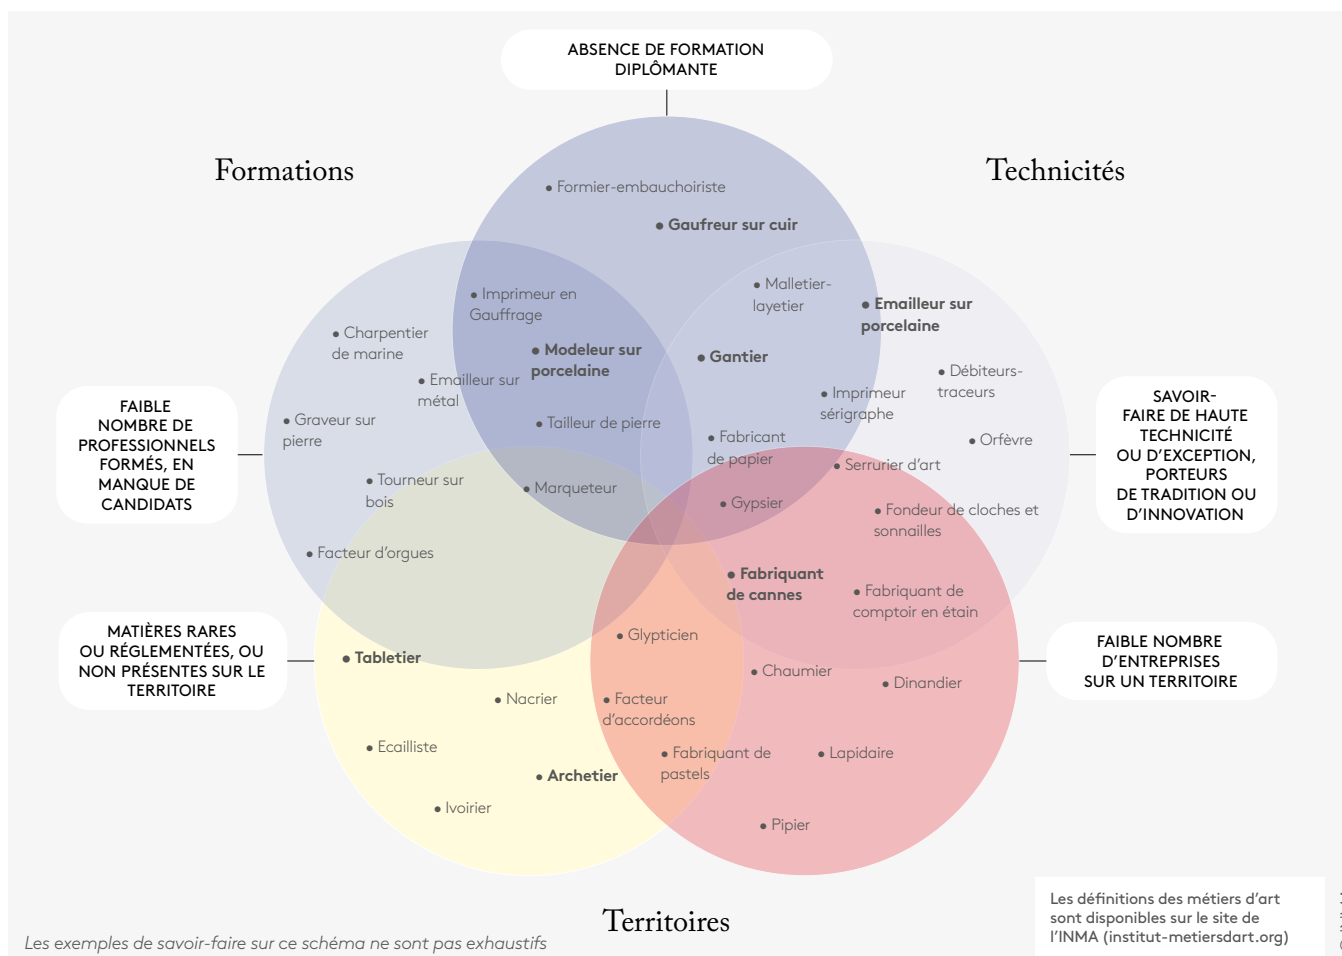 ABSENCE DE FORMATION
DIPLÔMANTE
Formations
Technicités
• Formier-embauchoiriste
• Gaufreur sur cuir
• Imprimeur en
Gauffrage
• Malletier-
layetier
• Emailleur sur
porcelaine
• Charpentier
de marine
• Modeleur sur
porcelaine
• Gantier
• Emailleur sur
métal
• Débiteurs-
traceurs
• Imprimeur
sérigraphe
FAIBLE
NOMBRE DE
PROFESSIONNELS
FORMÉS, EN
MANQUE DE
CANDIDATS
• Graveur sur
pierre
• Tailleur de pierre
• Fabricant
de papier
• Orfèvre
SAVOIR-
FAIRE DE HAUTE
TECHNICITÉ
OU D’EXCEPTION,
PORTEURS
DE TRADITION OU
D’INNOVATION
• Serrurier d’art
• Tourneur sur
bois
• Marqueteur
• Gypsier
• Fondeur de cloches et
sonnailles
• Facteur d’orgues
• Fabriquant
de cannes
• Fabriquant de
comptoir en étain
MATIÈRES RARES
OU RÉGLEMENTÉES, OU
NON PRÉSENTES SUR LE
TERRITOIRE
• Glypticien
FAIBLE NOMBRE
D’ENTREPRISES
SUR UN TERRITOIRE
• Tabletier
• Chaumier
• Dinandier
• Nacrier
• Facteur
d’accordéons
• Ecailliste
• Fabriquant de
pastels
• Lapidaire
• Archetier
• Ivoirier
• Pipier
Territoires
Les exemples de savoir-faire sur ce schéma ne sont pas exhaustifs
Les définitions des métiers d’art
sont disponibles sur le site de
l’INMA (institut-metiersdart.org)